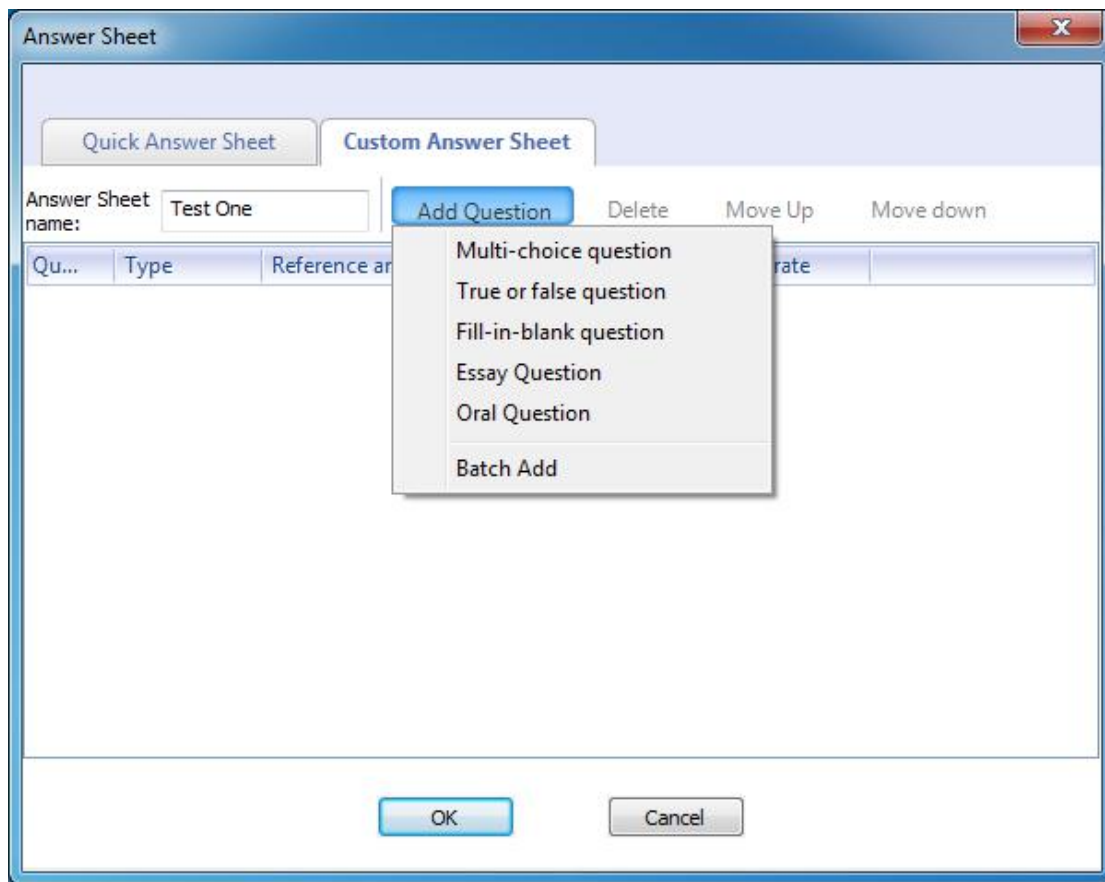 Answer Sheet
Quick Answer Sheet
Custom Answer Sheet
Answer Sheet
name:
Test One
Add Question
Delete
Move Up
Move down
Qu...
Type
Reference
rate
Multi-choice question
True or false question
Fill-in-blank question
Essay Question
Oral Question
Batch Add
OK
Cancel